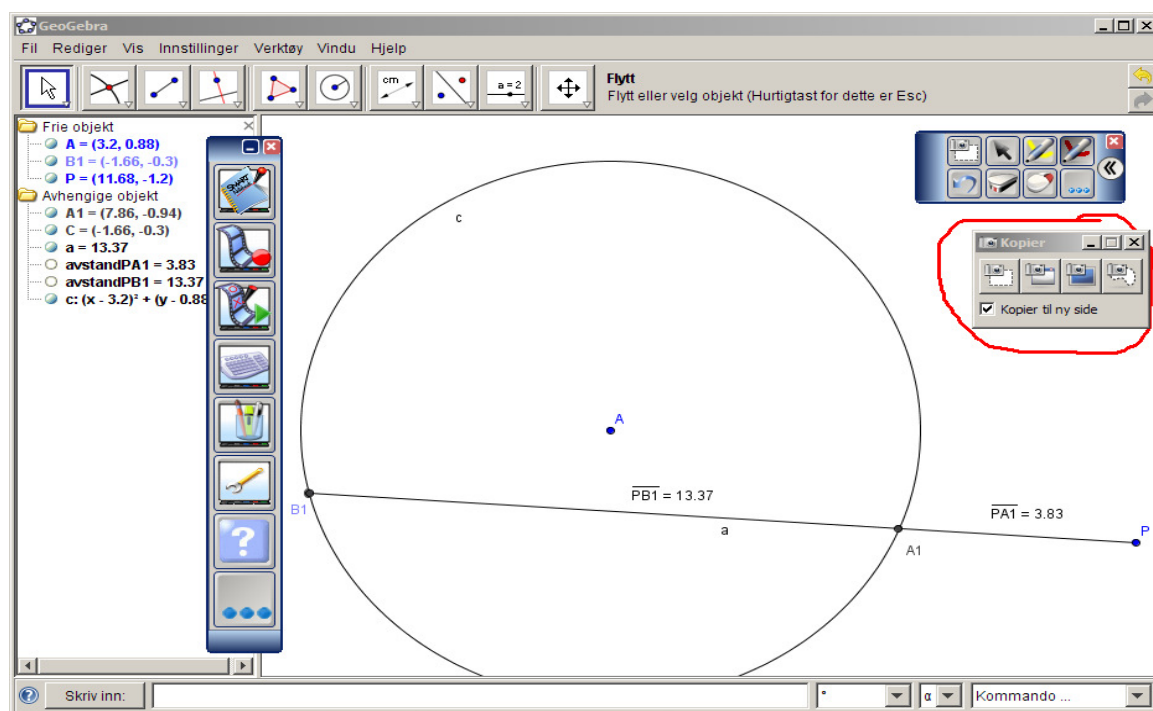 GeoGebra
Fil Rediger Vis Innstillinger Verktøy Vindu Hjelp
cm
a = 2
Flytt
Flytt eller velg objekt (Hurtigtast for dette er Esc)
Frie objekt
A = (3.2, 0.88)
B1 = (-1.66, -0.3)
P = (11.68, -1.2)
Avhengige objekt
A1 = (7.86, -0.94)
C = (-1.66, -0.3)
a = 13.37
avstandPA1 = 3.83
avstandPB1 = 13.37
c: (x - 3.2)² + (y - 0.88
c
Kopier
Kopier til ny side
A
B1
PB1 = 13.37
a
PA1 = 3.83
A1
P
Skriv inn:
°
α
Kommando ...